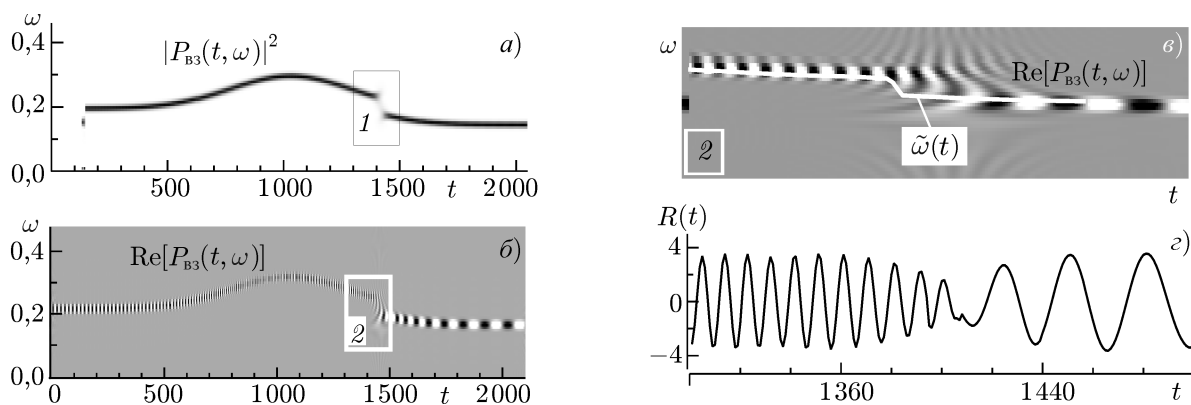 ω
0,4
0,2
0,0
|P_вз(t, ω)|²
а)
1
500
1000
1500
t
2000
ω
0,4
0,2
0,0
Re[P_вз(t, ω)]
б)
2
0
500
1000
1500
t
2000
ω
в)
Re[P_вз(t, ω)]
ω̃(t)
2
t
R(t)
г)
4
0
−4
1360
1440
t